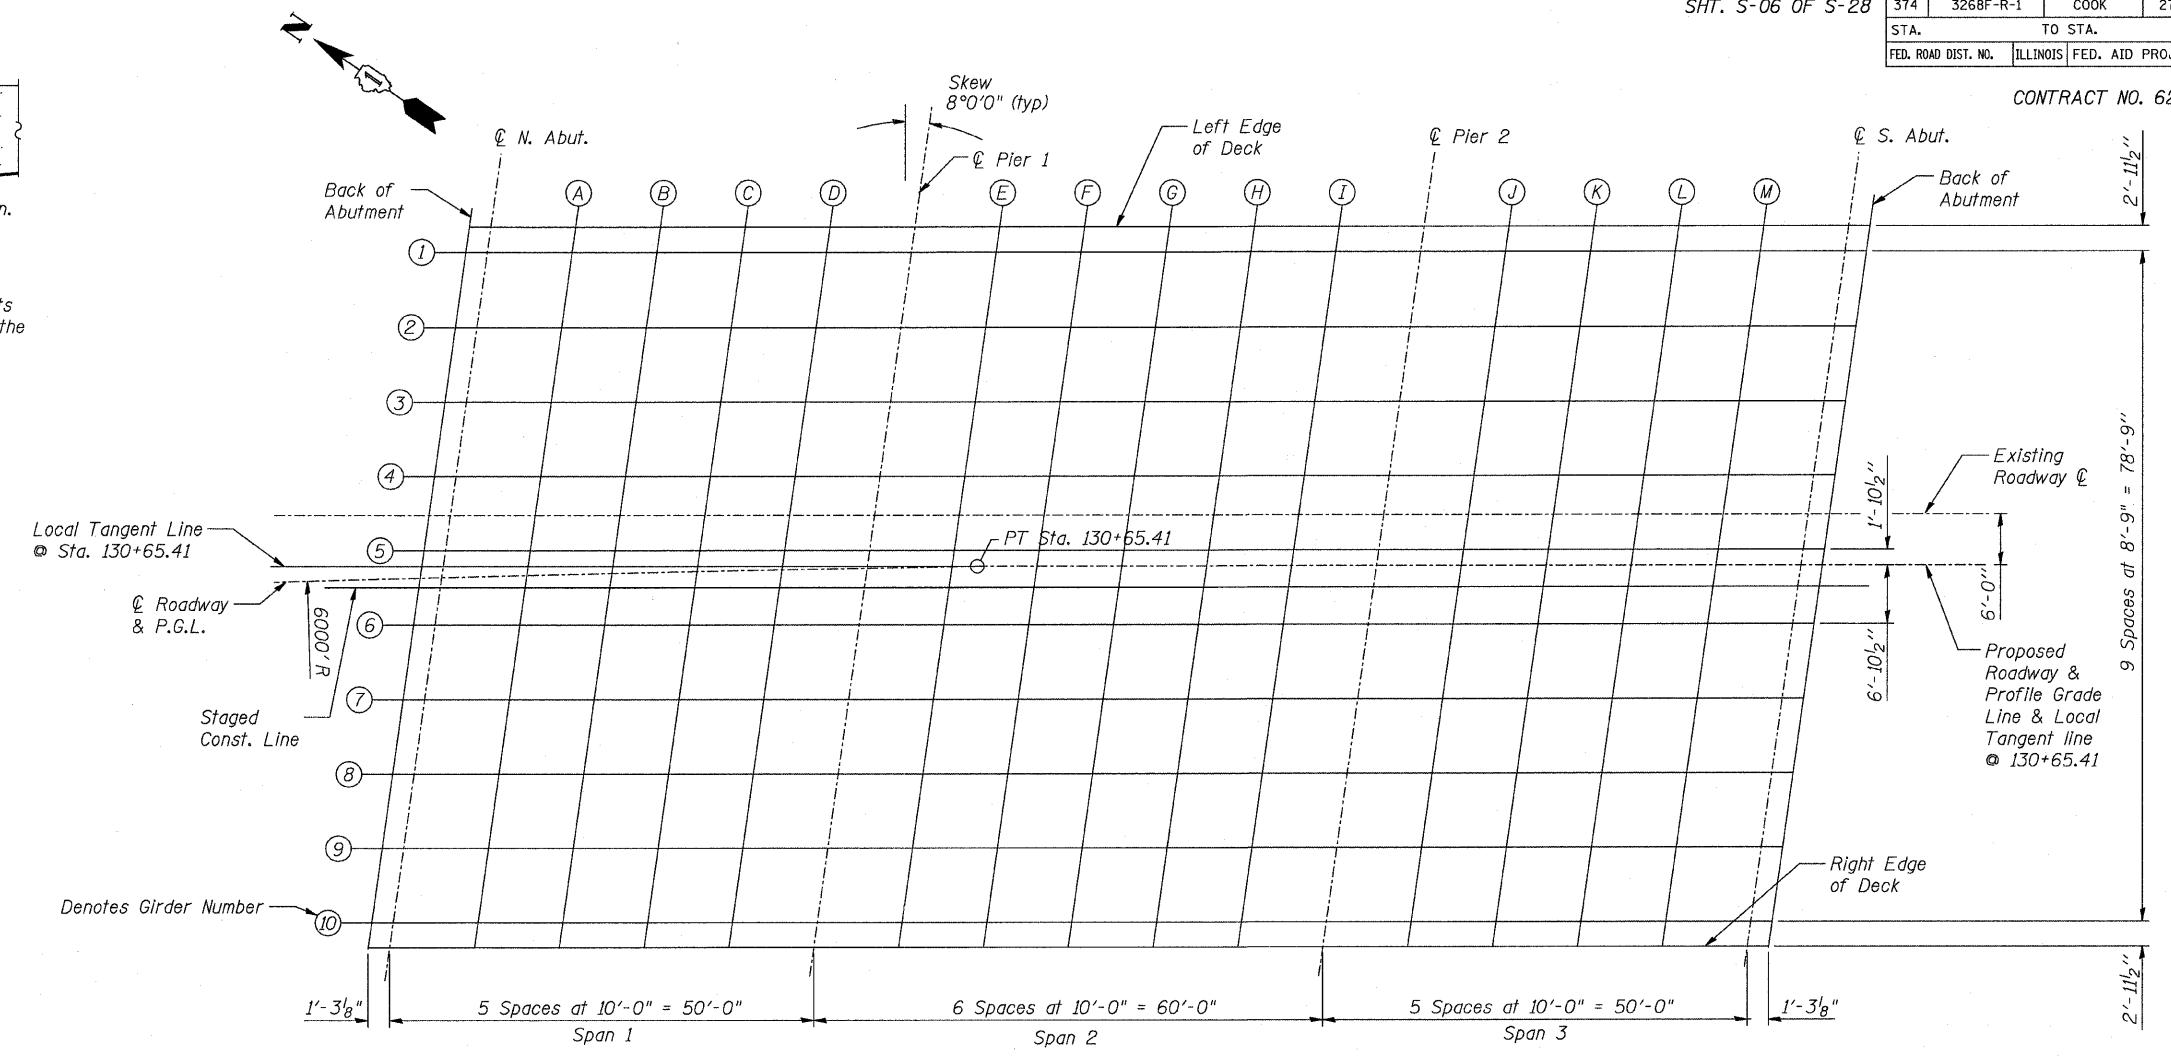 SHT. S-06 OF S-28
374 3268F-R-1 COOK
STA. TO STA.
FED. ROAD DIST. NO. ILLINOIS FED. AID
CONTRACT NO.
N
Skew
8°0'0" (typ)
℄ N. Abut.
℄ Pier 1
Left Edge
of Deck
℄ Pier 2
℄ S. Abut.
Back of
Abutment
A B C D E F G H I J K L M
Back of
Abutment
2'-11½"
1
2
the
3
4
Existing
Roadway ℄
1'-10½"
9 Spaces at 8'-9" = 78'-9"
Local Tangent Line
@ Sta. 130+65.41
5
PT Sta. 130+65.41
6'-0"
℄ Roadway
& P.G.L.
6000' R
6
6'-10½"
Proposed
Roadway &
Profile Grade
Line & Local
Tangent line
@ 130+65.41
7
Staged
Const. Line
8
9
Right Edge
of Deck
Denotes Girder Number
10
2'-11½"
1'-3⅛" 5 Spaces at 10'-0" = 50'-0" 6 Spaces at 10'-0" = 60'-0" 5 Spaces at 10'-0" = 50'-0" 1'-3⅛"
Span 1 Span 2 Span 3